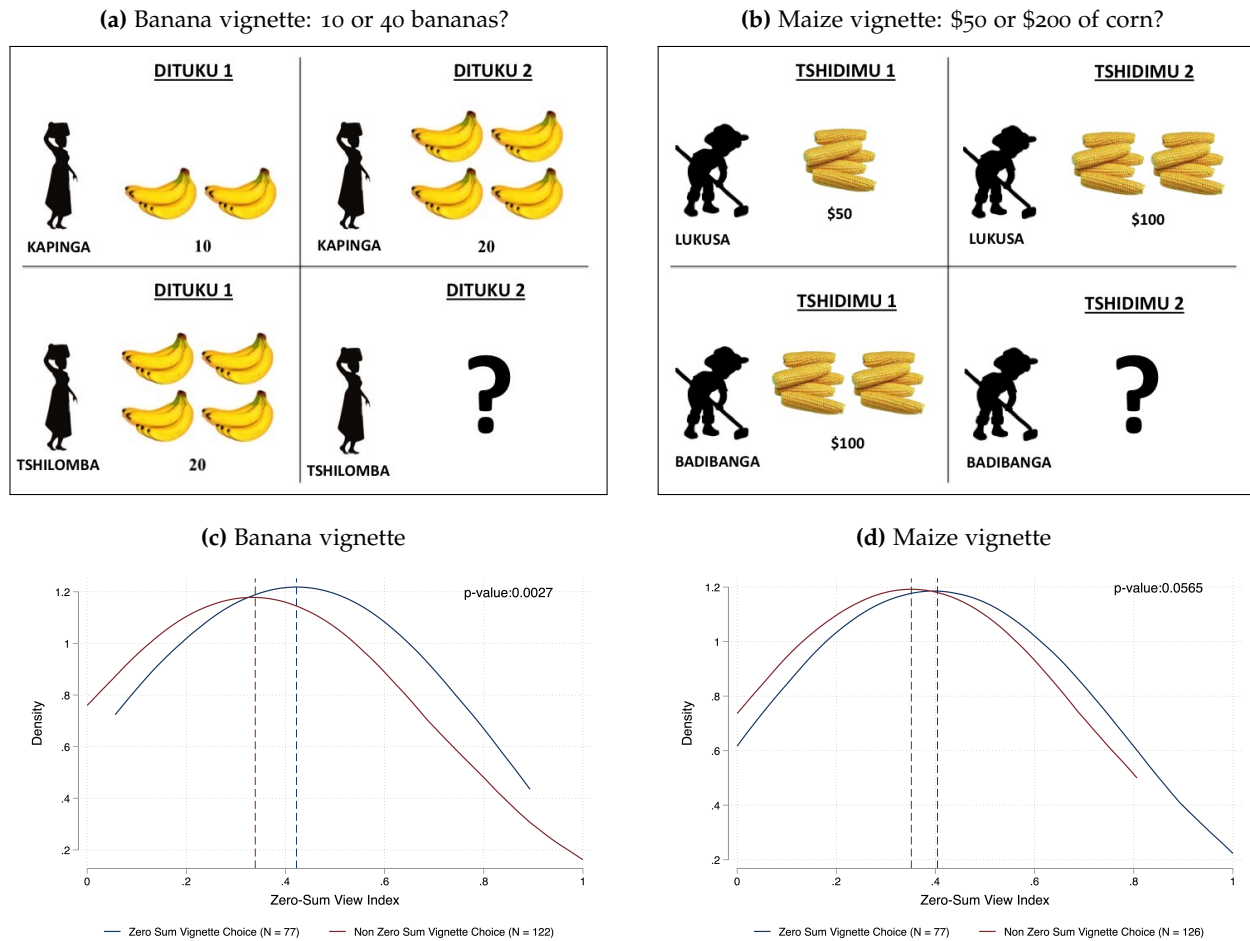 (a) Banana vignette: 10 or 40 bananas?
DITUKU 1
DITUKU 2
KAPINGA
10
KAPINGA
20
DITUKU 1
DITUKU 2
?
TSHILOMBA
20
TSHILOMBA
(b) Maize vignette: $50 or $200 of corn?
TSHIDIMU 1
TSHIDIMU 2
$50
$100
LUKUSA
LUKUSA
TSHIDIMU 1
TSHIDIMU 2
?
$100
BADIBANGA
BADIBANGA
(c) Banana vignette
p-value:0.0027
1.2
1
.8
.6
.4
.2
Density
0 .2 .4 .6 .8 1
Zero-Sum View Index
Zero Sum Vignette Choice (N = 77) Non Zero Sum Vignette Choice (N = 122)
(d) Maize vignette
p-value:0.0565
1.2
1
.8
.6
.4
.2
Density
0 .2 .4 .6 .8 1
Zero-Sum View Index
Zero Sum Vignette Choice (N = 77) Non Zero Sum Vignette Choice (N = 126)